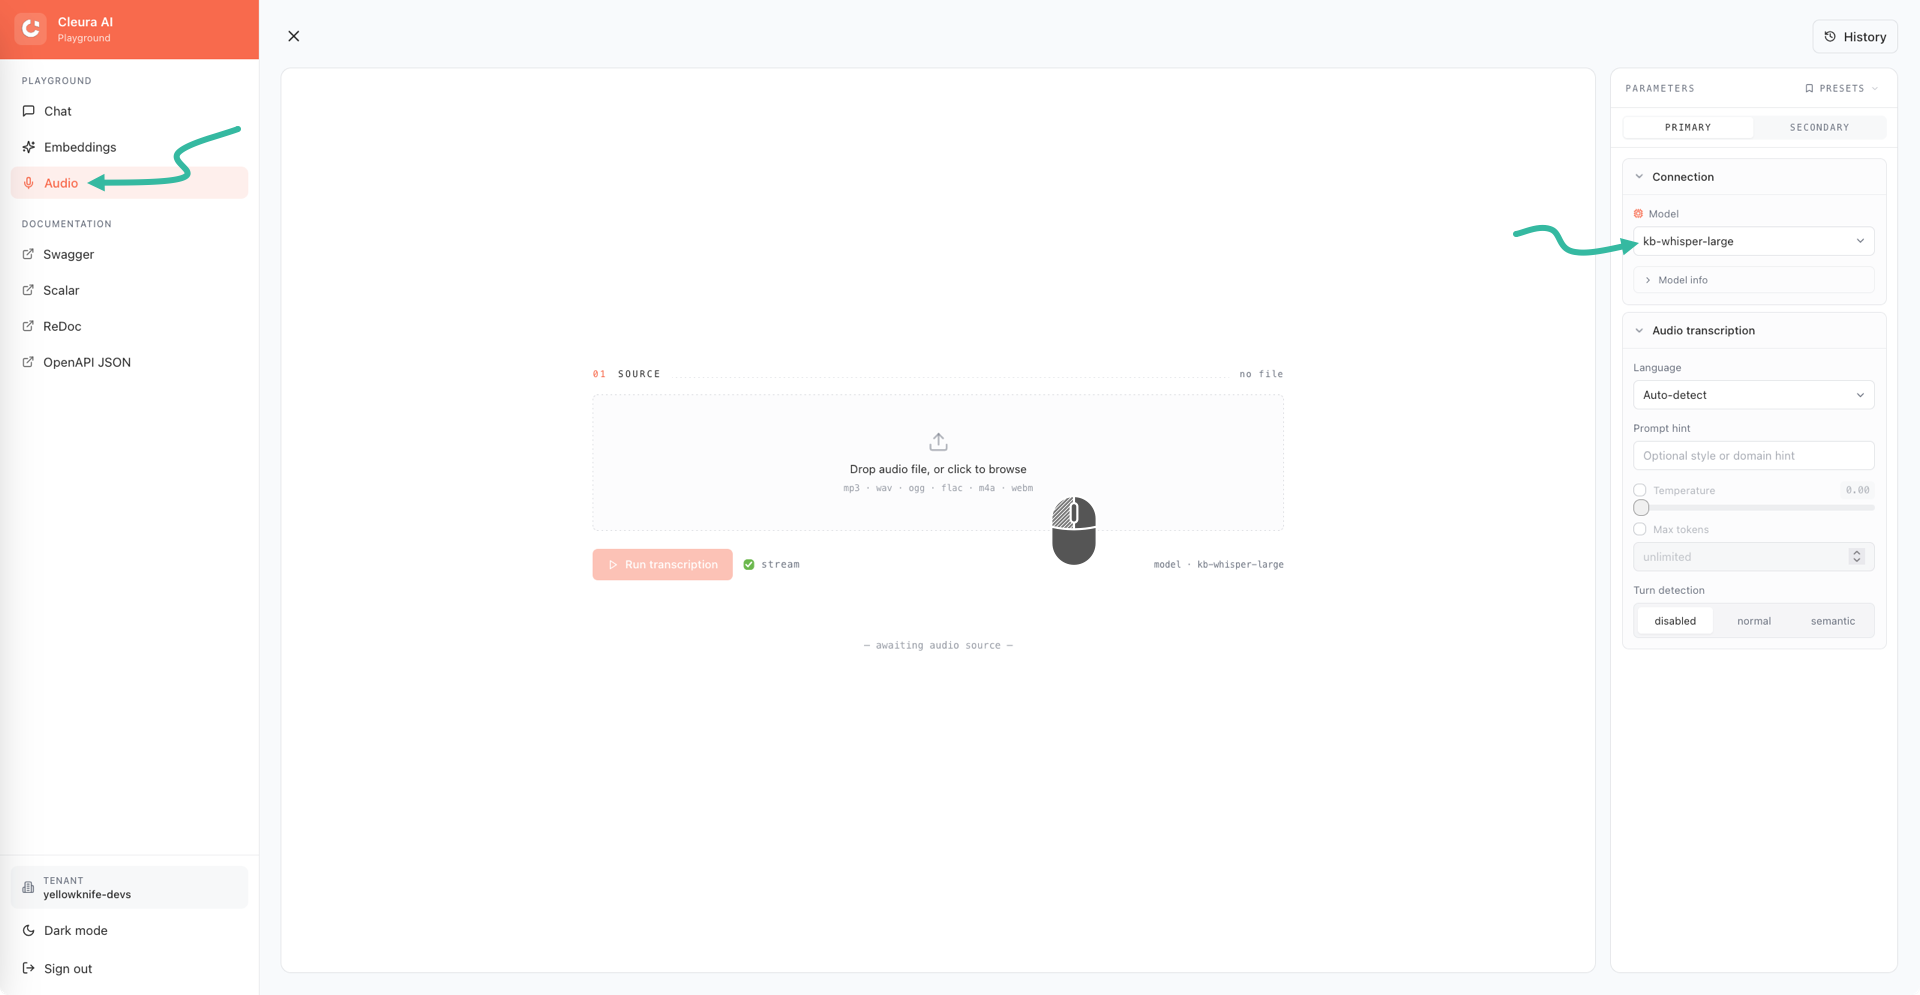 Cleura AI
Playground
PLAYGROUND
Chat
Embeddings
Audio
DOCUMENTATION
Swagger
Scalar
ReDoc
OpenAPI JSON
TENANT
yellowknife-devs
Dark mode
Sign out
History
01 SOURCE
no file
Drop audio file, or click to browse
mp3 · wav · ogg · flac · m4a · webm
Run transcription
stream
model · kb-whisper-large
— awaiting audio source —
PARAMETERS
PRESETS
PRIMARY
SECONDARY
Connection
Model
kb-whisper-large
Model info
Audio transcription
Language
Auto-detect
Prompt hint
Optional style or domain hint
Temperature
0.00
Max tokens
unlimited
Turn detection
disabled
normal
semantic